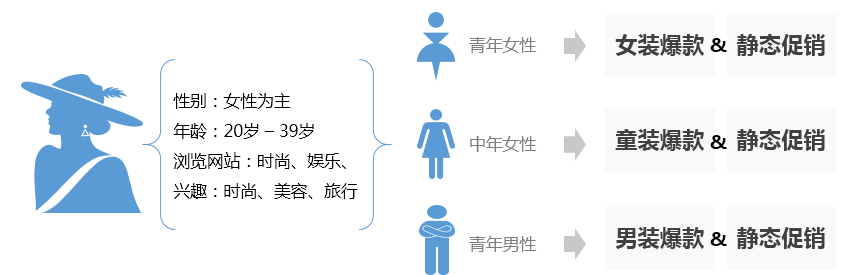 性别：女性为主
年龄：20岁 – 39岁
浏览网站：时尚、娱乐、
兴趣：时尚、美容、旅行
青年女性
女装爆款 & 静态促销
中年女性
童装爆款 & 静态促销
青年男性
男装爆款 & 静态促销